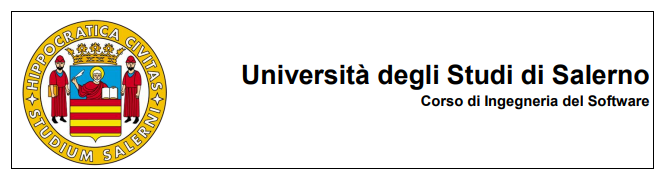 HIPPOCRATICA CIVITAS
STUDIUM SALERNI
Università degli Studi di Salerno
Corso di Ingegneria del Software